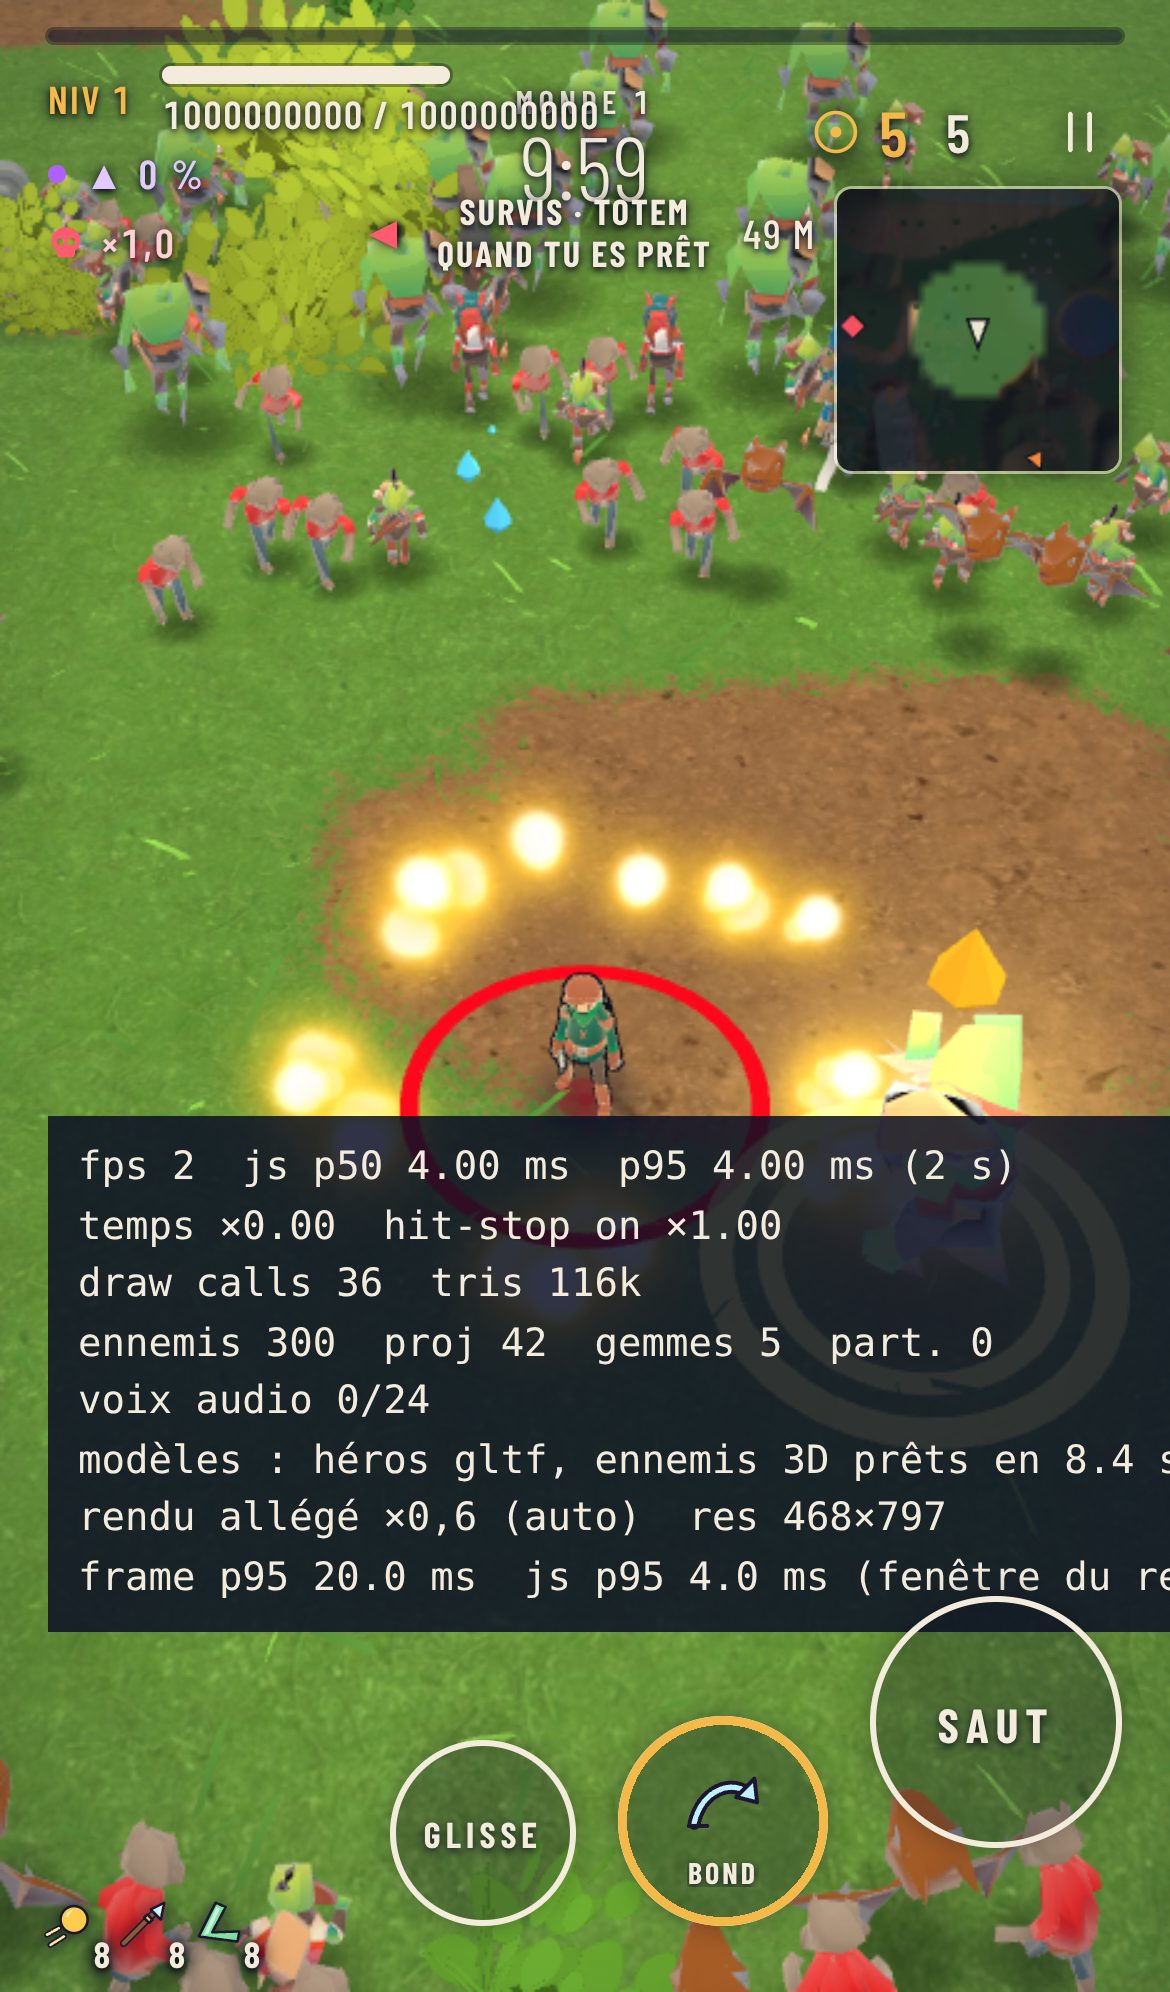 NIV 1
1000000000 / 1000000000
MONDE 1
9:59
5 5
0 %
×1,0
SURVIS · TOTEM
QUAND TU ES PRÊT
49 M
fps 2 js p50 4.00 ms p95 4.00 ms (2 s)
temps ×0.00 hit-stop on ×1.00
draw calls 36 tris 116k
ennemis 300 proj 42 gemmes 5 part. 0
voix audio 0/24
modèles : héros gltf, ennemis 3D prêts en 8.4 s
rendu allégé ×0,6 (auto) res 468×797
frame p95 20.0 ms js p95 4.0 ms (fenêtre du re
SAUT
GLISSE
BOND
8 8 8